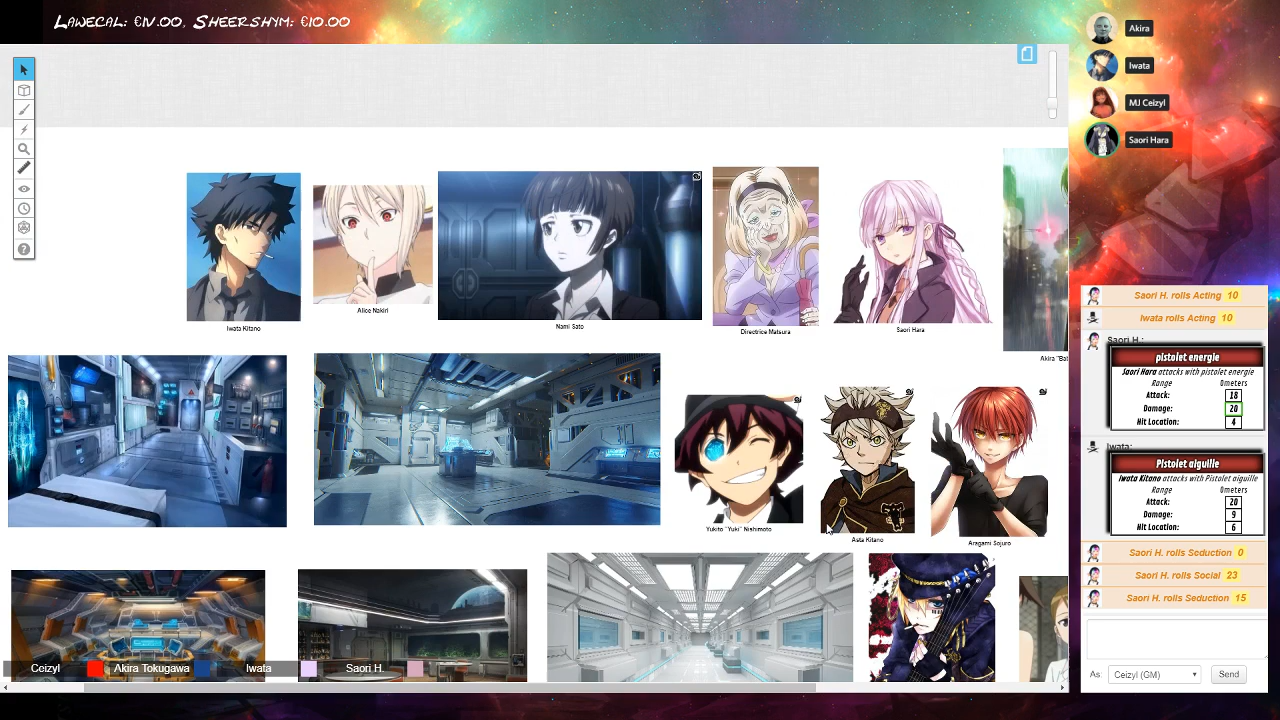 Lawecal: €IV.00, Sheershym: €10.00
Akira
Iwata
MJ Ceizyl
Saori Hara
Iwata Kitano
Alice Nakiri
Nami Sato
Directrice Matsura
Saori Hara
Akira "Bat
Yukito "Yuki" Nishimoto
Asta Kitano
Aragami Sojuro
Ceizyl
Akira Tokugawa
Iwata
Saori H.
Saori H. rolls Acting 10
Iwata rolls Acting 10
Saori H.:
pistolet energie
Saori Hara attacks with pistolet energie
Range 0meters
Attack: 18
Damage: 20
Hit Location: 4
Iwata:
Pistolet aiguille
Iwata Kitano attacks with Pistolet aiguille
Range 0meters
Attack: 20
Damage: 9
Hit Location: 6
Saori H. rolls Seduction 0
Saori H. rolls Social 23
Saori H. rolls Seduction 15
As: Ceizyl (GM) Send